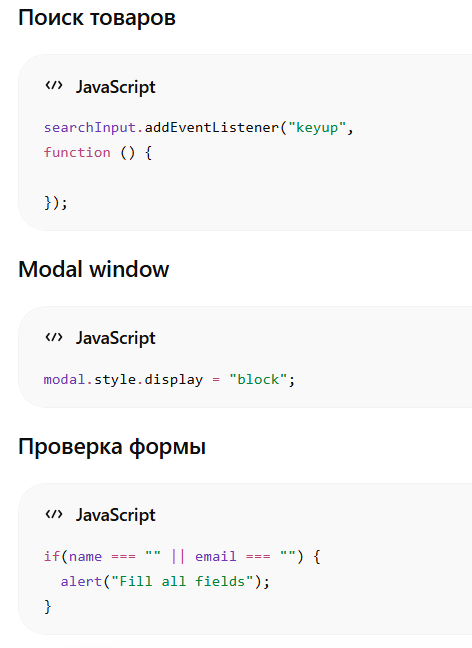 Поиск товаров
</> JavaScript
searchInput.addEventListener("keyup",
function () {
});
Modal window
</> JavaScript
modal.style.display = "block";
Проверка формы
</> JavaScript
if(name === "" || email === "") {
  alert("Fill all fields");
}